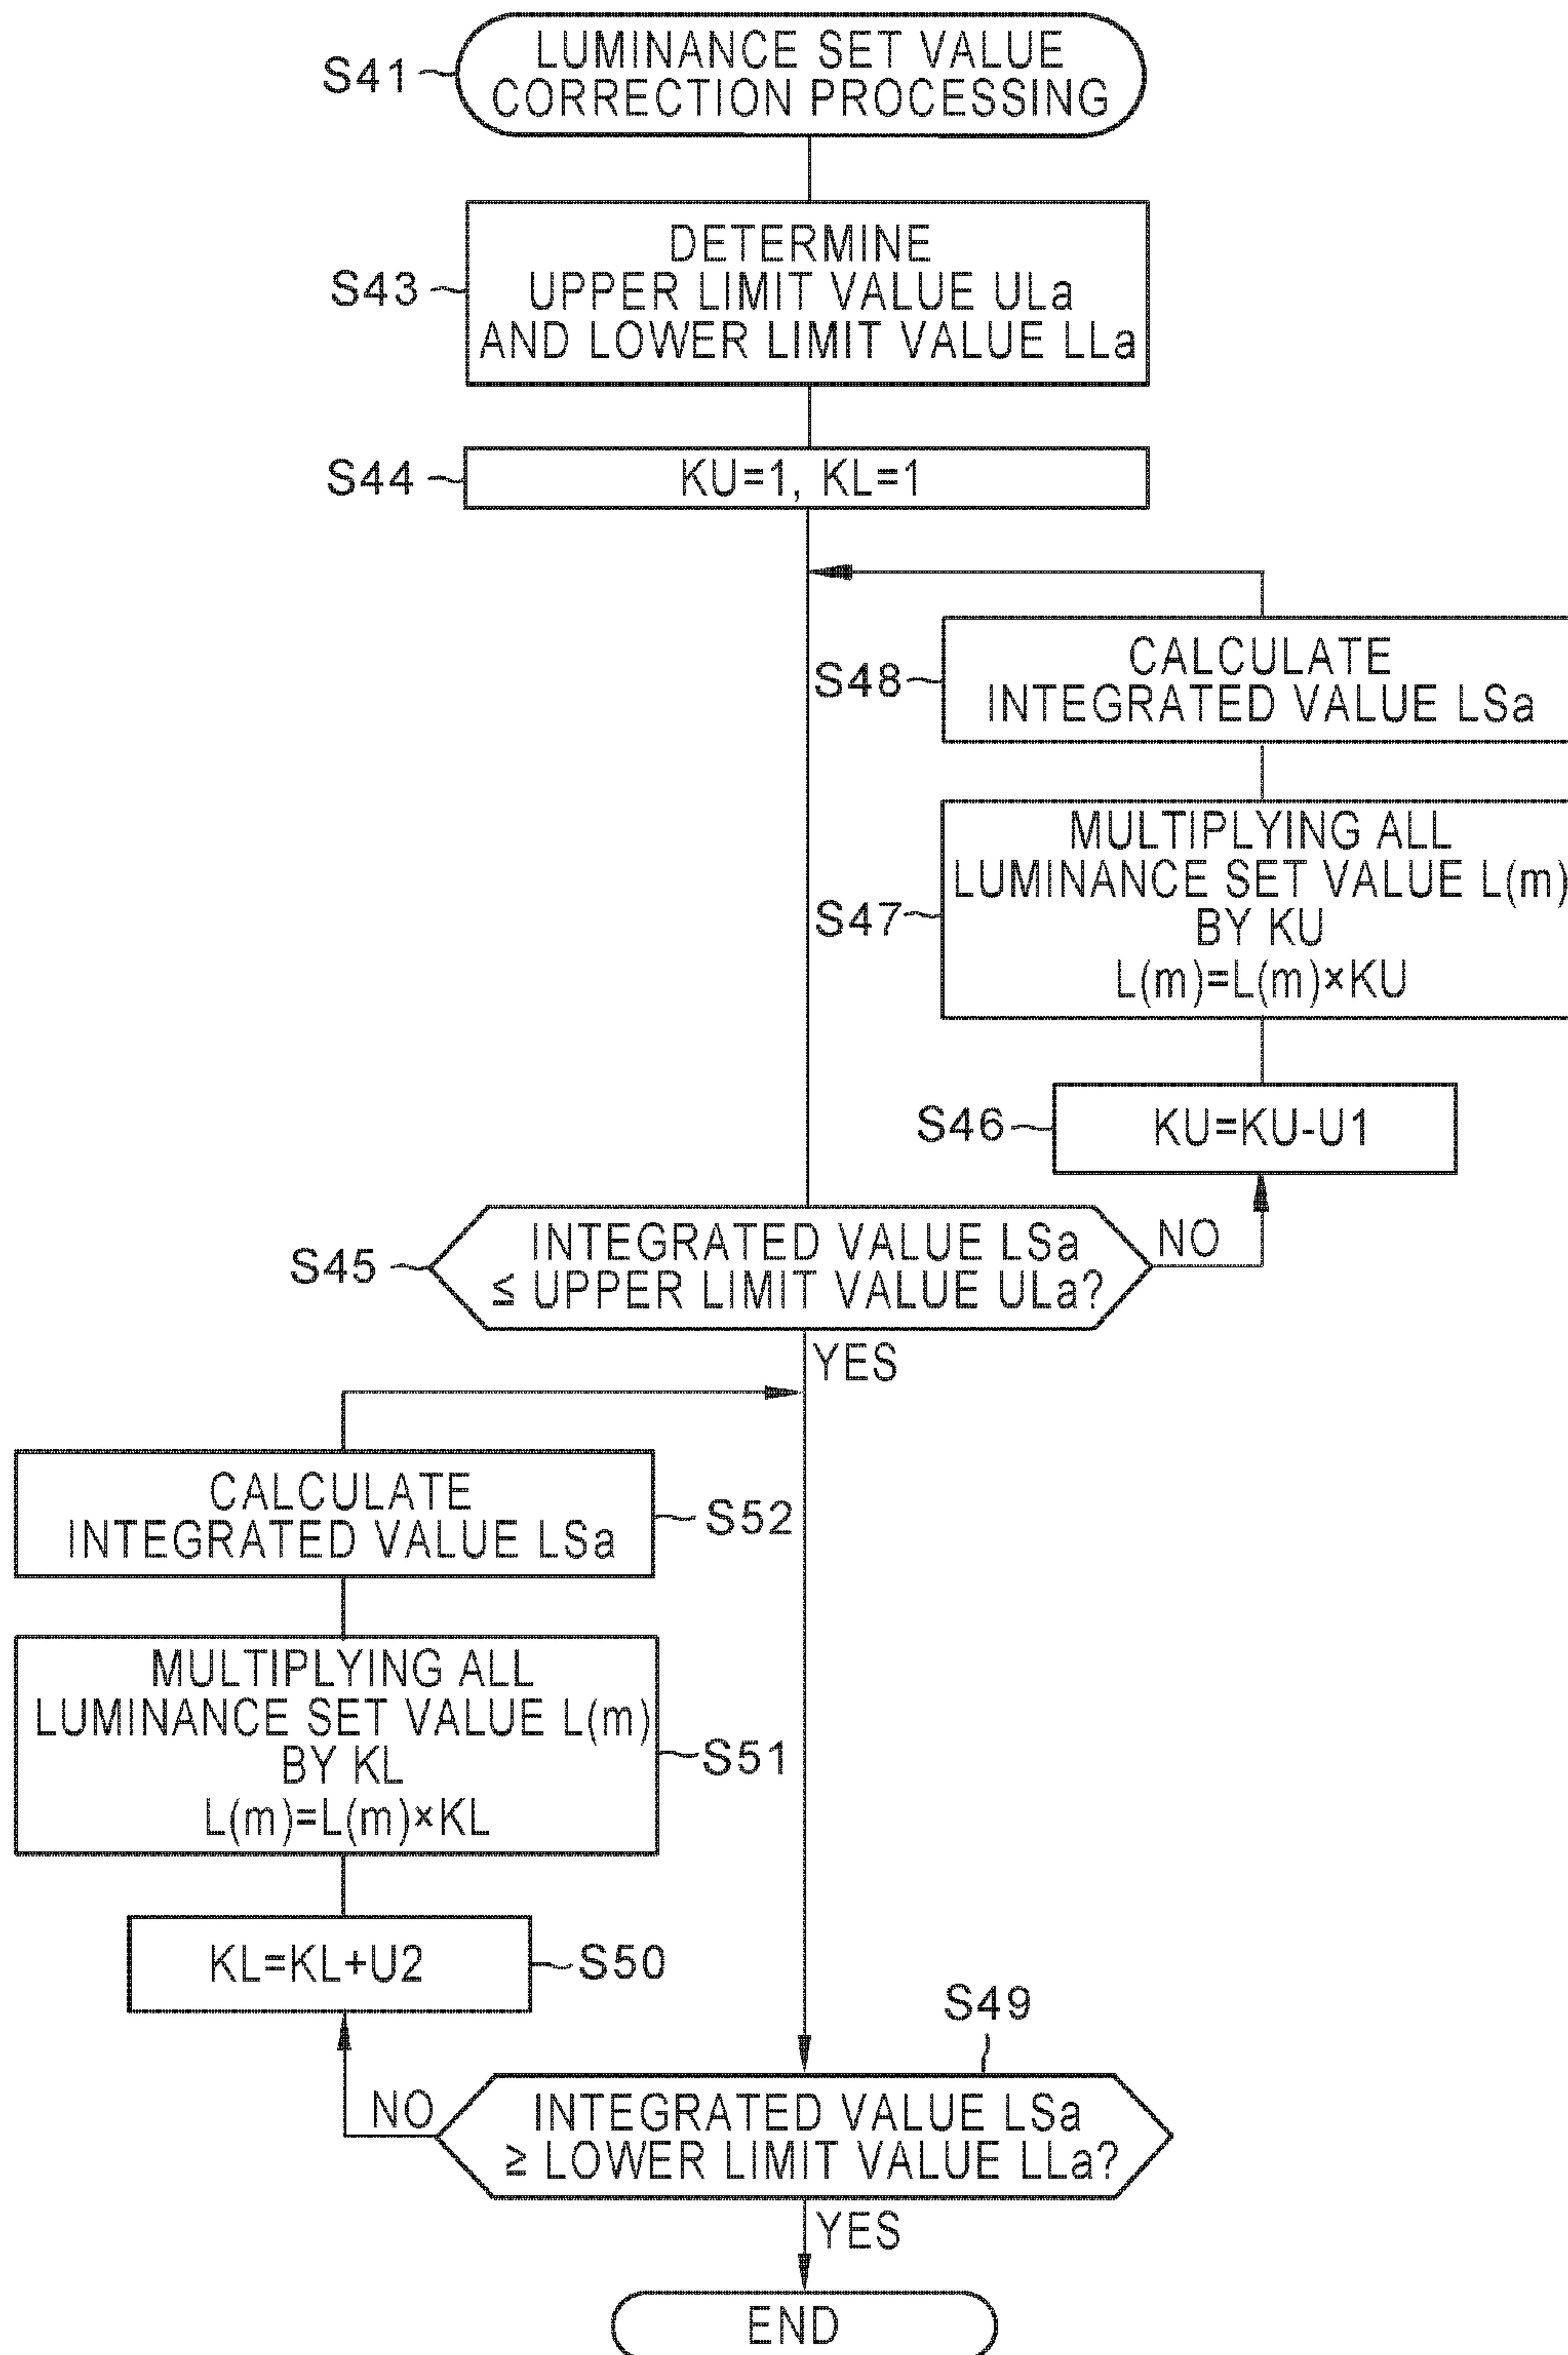 S41
LUMINANCE SET VALUE
CORRECTION PROCESSING
S43
DETERMINE
UPPER LIMIT VALUE ULa
AND LOWER LIMIT VALUE LLa
S44
KU=1, KL=1
S48
CALCULATE
INTEGRATED VALUE LSa
S47
MULTIPLYING ALL
LUMINANCE SET VALUE L(m)
BY KU
L(m)=L(m)×KU
S46
KU=KU-U1
S45
INTEGRATED VALUE LSa
≤ UPPER LIMIT VALUE ULa?
NO
YES
CALCULATE
INTEGRATED VALUE LSa
S52
MULTIPLYING ALL
LUMINANCE SET VALUE L(m)
BY KL
L(m)=L(m)×KL
S51
KL=KL+U2
S50
S49
NO
INTEGRATED VALUE LSa
≥ LOWER LIMIT VALUE LLa?
YES
END